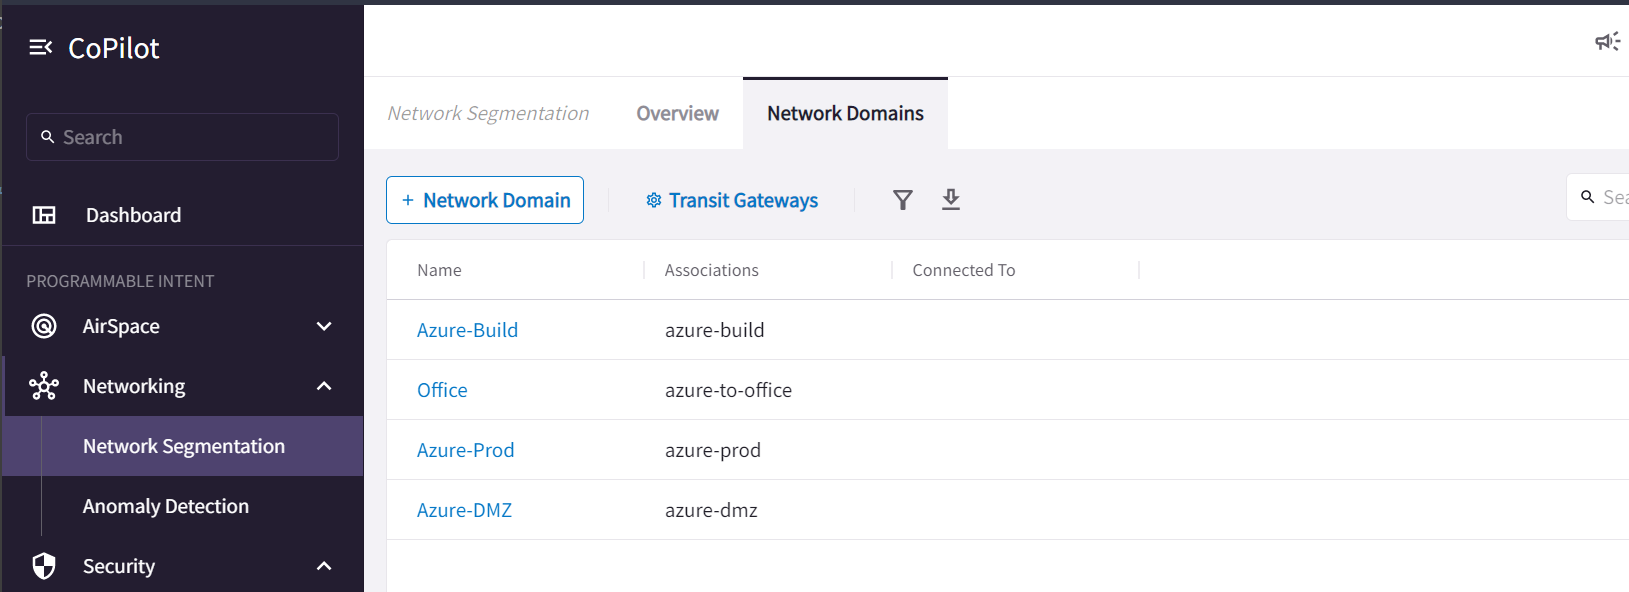 CoPilot
Search
Dashboard
PROGRAMMABLE INTENT
AirSpace
Networking
Network Segmentation
Anomaly Detection
Security
Network Segmentation Overview Network Domains
+ Network Domain Transit Gateways
Name Associations Connected To
Azure-Build azure-build
Office azure-to-office
Azure-Prod azure-prod
Azure-DMZ azure-dmz